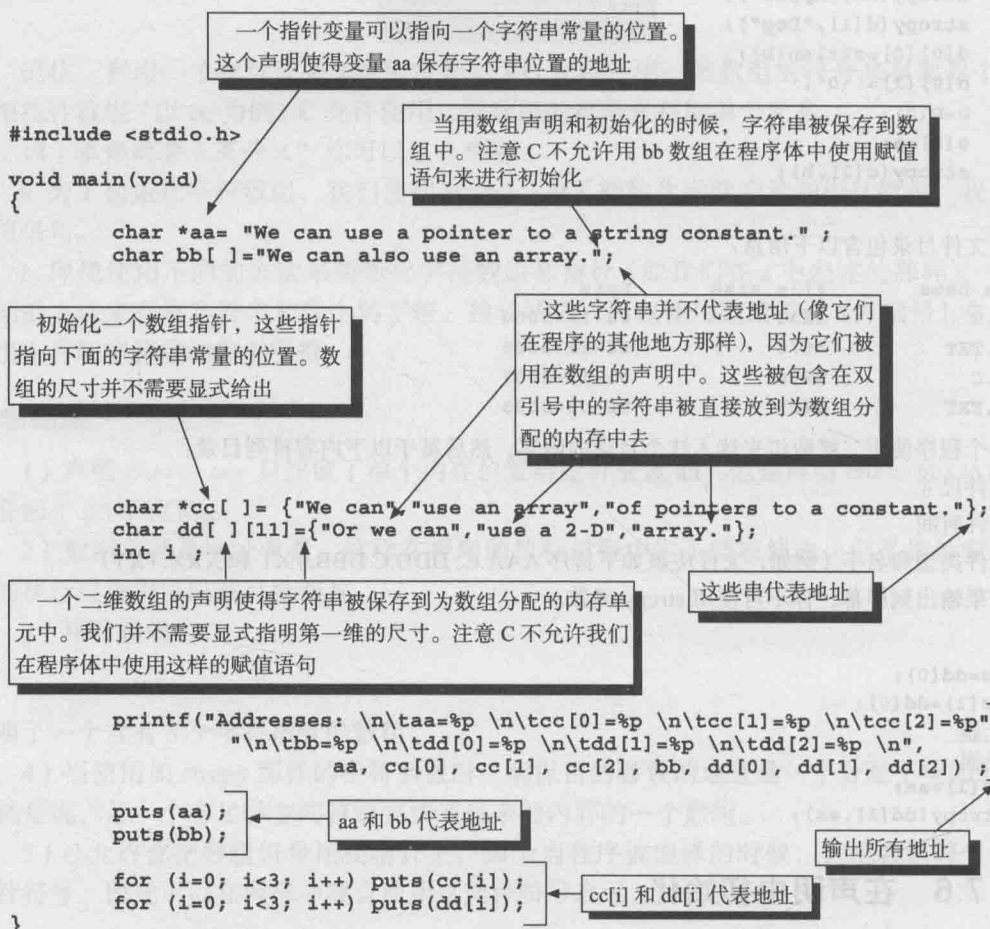 strcpy(d[1],"Dog");
一个指针变量可以指向一个字符串常量的位置。
这个声明使得变量 aa 保存字符串位置的地址
#include <stdio.h>
void main(void)
{
当用数组声明和初始化的时候，字符串被保存到数
组中。注意 C 不允许用 bb 数组在程序体中使用赋值
语句来进行初始化
char *aa= "We can use a pointer to a string constant." ;
char bb[ ]="We can also use an array.";
初始化一个数组指针，这些指针
指向下面的字符串常量的位置。数
组的尺寸并不需要显式给出
这些字符串并不代表地址（像它们
在程序的其他地方那样)，因为它们被
用在数组的声明中。这些被包含在双
引号中的字符串被直接放到为数组分
配的内存中去
char *cc[ ]= {"We can","use an array","of pointers to a constant."};
char dd[ ][11]={"Or we can","use a 2-D","array."};
int i ;
这些串代表地址
一个二维数组的声明使得字符串被保存到为数组分配的内存单
元中。我们并不需要显式指明第一维的尺寸。注意 C 不允许我们
在程序体中使用这样的赋值语句
printf("Addresses: \n\taa=%p \n\tcc[0]=%p \n\tcc[1]=%p \n\tcc[2]=%p"
"\n\tbb=%p \n\tdd[0]=%p \n\tdd[1]=%p \n\tdd[2]=%p \n",
aa, cc[0], cc[1], cc[2], bb, dd[0], dd[1], dd[2]) ;
puts(aa);
puts(bb);
aa 和 bb 代表地址
输出所有地址
for (i=0; i<3; i++) puts(cc[i]);
for (i=0; i<3; i++) puts(dd[i]);
cc[i] 和 dd[i] 代表地址
}